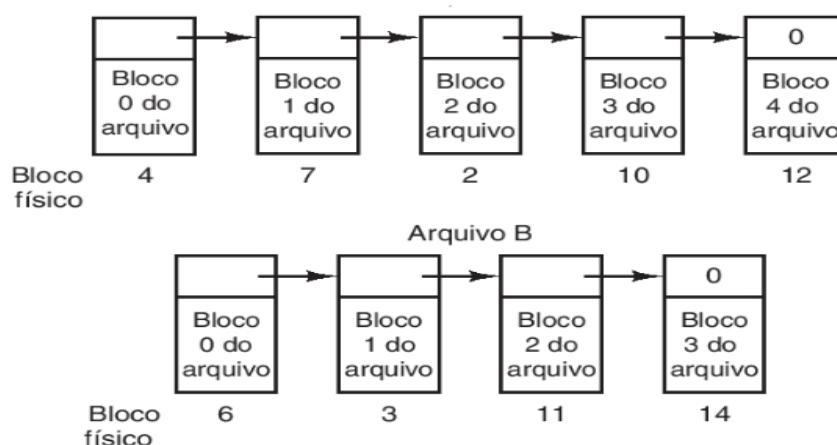 0
Bloco Bloco Bloco Bloco Bloco
0 do 1 do 2 do 3 do 4 do
arquivo arquivo arquivo arquivo arquivo
Bloco 4 7 2 10 12
físico
Arquivo B
0
Bloco Bloco Bloco Bloco
0 do 1 do 2 do 3 do
arquivo arquivo arquivo arquivo
Bloco 6 3 11 14
físico